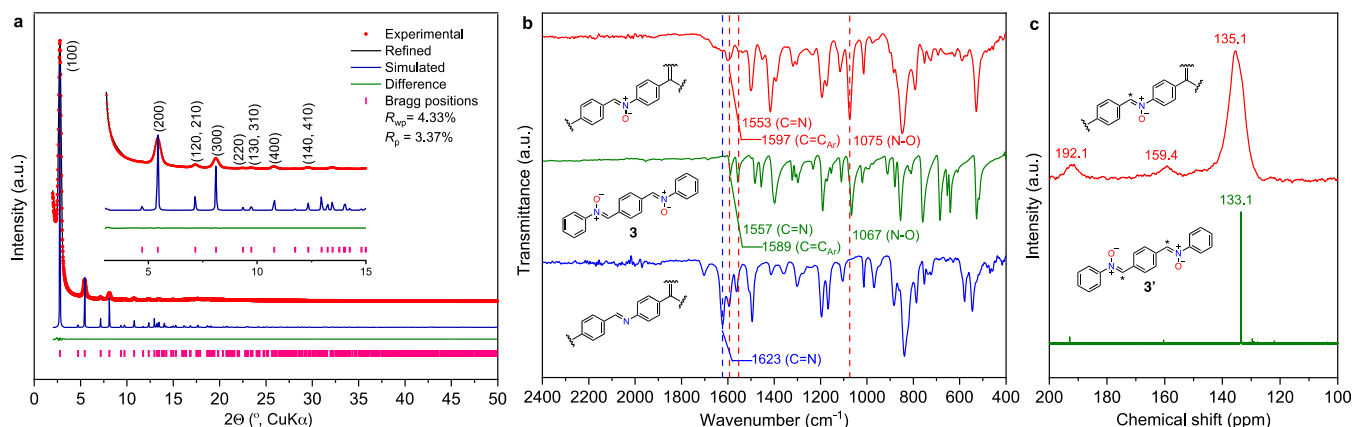 a
Experimental
Refined
Simulated
Difference
Bragg positions
Rwp = 4.33%
Rp = 3.37%
(100)
(200)
(120, 210)
(300)
(220)
(130, 310)
(400)
(140, 410)
5 10 15
Intensity (a.u.)
0 5 10 15 20 25 30 35 40 45 50
2Θ (º, CuKα)
b
N+
O−
1553 (C=N)
1597 (C=CAr)
1075 (N-O)
O−
N+
N+
O−
3
1557 (C=N)
1589 (C=CAr)
1067 (N-O)
N
1623 (C=N)
Transmittance (a.u.)
2400 2200 2000 1800 1600 1400 1200 1000 800 600 400
Wavenumber (cm−1)
c
135.1
*
N+
O−
192.1
159.4
133.1
O−
N+
*
*
N+
O−
3’
Intensity (a.u.)
200 180 160 140 120 100
Chemical shift (ppm)